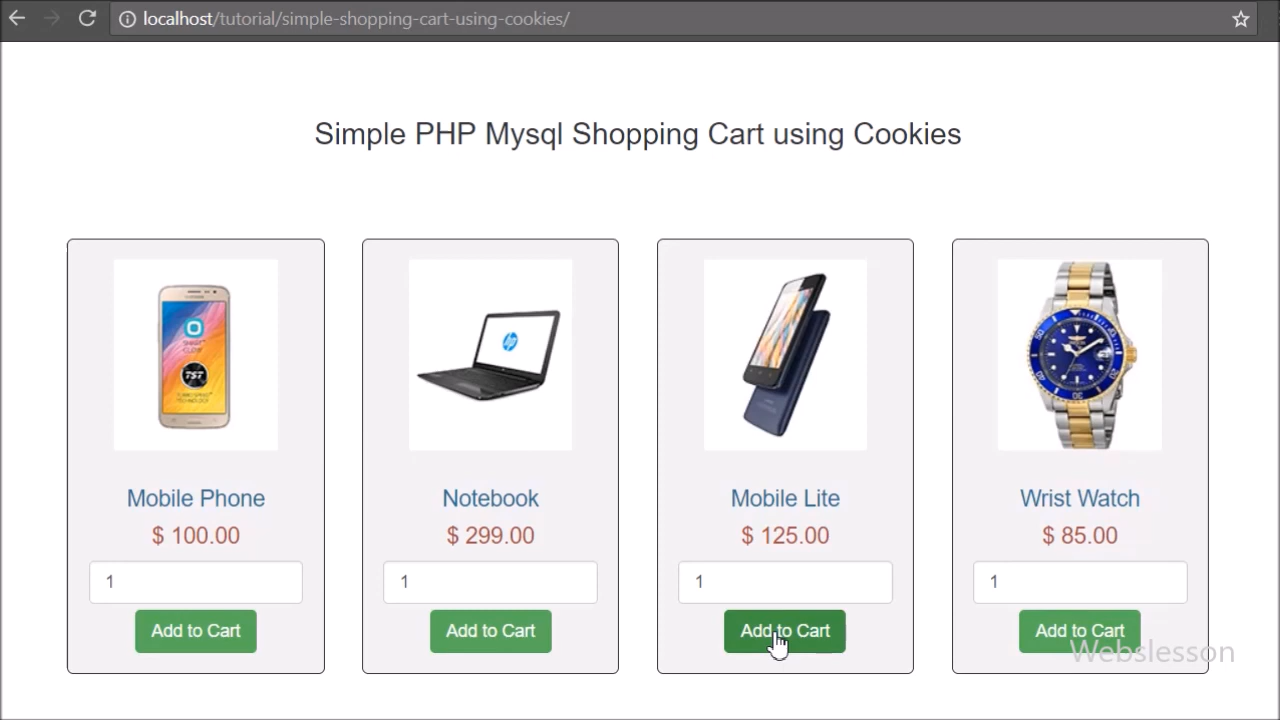 localhost/tutorial/simple-shopping-cart-using-cookies/
Simple PHP Mysql Shopping Cart using Cookies
Mobile Phone
$ 100.00
1
Add to Cart
Notebook
$ 299.00
1
Add to Cart
Mobile Lite
$ 125.00
1
Add to Cart
Wrist Watch
$ 85.00
1
Add to Cart
Webslesson
hp
TST